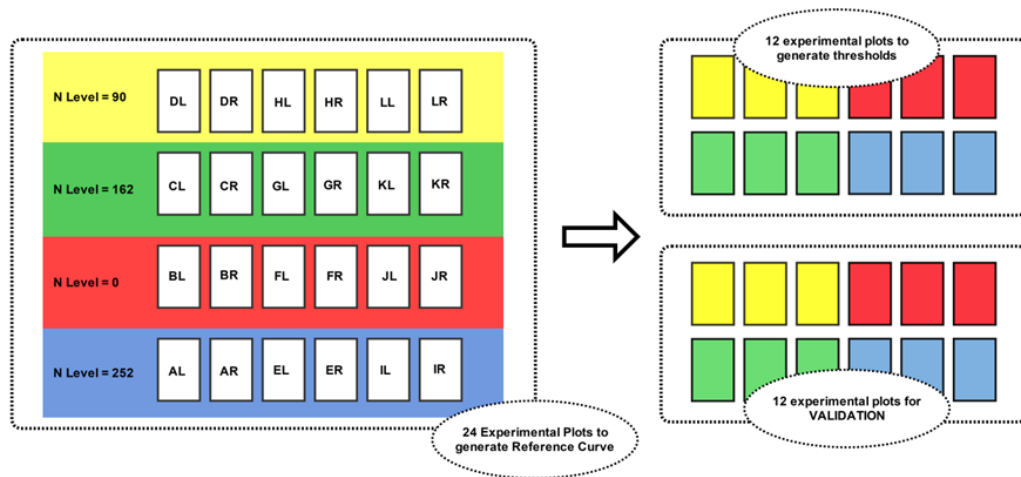 12 experimental plots to
generate thresholds
N Level = 90
DL DR HL HR LL LR
N Level = 162
CL CR GL GR KL KR
N Level = 0
BL BR FL FR JL JR
N Level = 252
AL AR EL ER IL IR
24 Experimental Plots to
generate Reference Curve
12 experimental plots for
VALIDATION